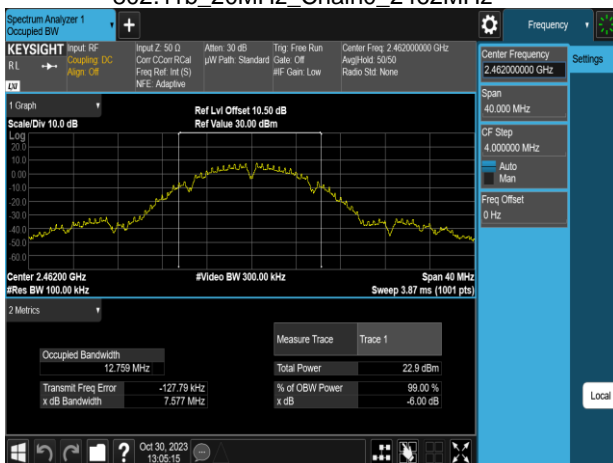 Spectrum Analyzer 1
Occupied BW
+
Frequency
KEYSIGHT
RL
LXI
Input: RF
Coupling: DC
Align: Off
Input Z: 50 Ω
Corr CCorr RCal
Freq Ref: Int (S)
NFE: Adaptive
Atten: 30 dB
µW Path: Standard
Trig: Free Run
Gate: Off
#IF Gain: Low
Center Freq: 2.462000000 GHz
Avg|Hold: 50/50
Radio Std: None
Center Frequency
2.462000000 GHz
Settings
Span
40.000 MHz
CF Step
4.000000 MHz
Auto
Man
Freq Offset
0 Hz
Local
1 Graph
Scale/Div 10.0 dB
Ref Lvl Offset 10.50 dB
Ref Value 30.00 dBm
Log
20.0
10.0
0.00
-10.0
-20.0
-30.0
-40.0
-50.0
-60.0
Center 2.46200 GHz
#Video BW 300.00 kHz
Span 40 MHz
#Res BW 100.00 kHz
Sweep 3.87 ms (1001 pts)
2 Metrics
Measure Trace Trace 1
Occupied Bandwidth
12.759 MHz
Total Power 22.9 dBm
Transmit Freq Error -127.79 kHz
% of OBW Power 99.00 %
x dB Bandwidth 7.577 MHz
x dB -6.00 dB
?
Oct 30, 2023
13:05:15